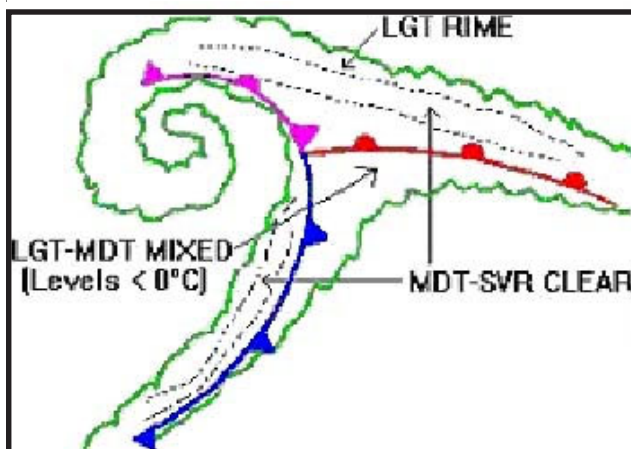 LGT RIME
LGT-MDT MIXED
(Levels < 0°C)
MDT-SVR CLEAR